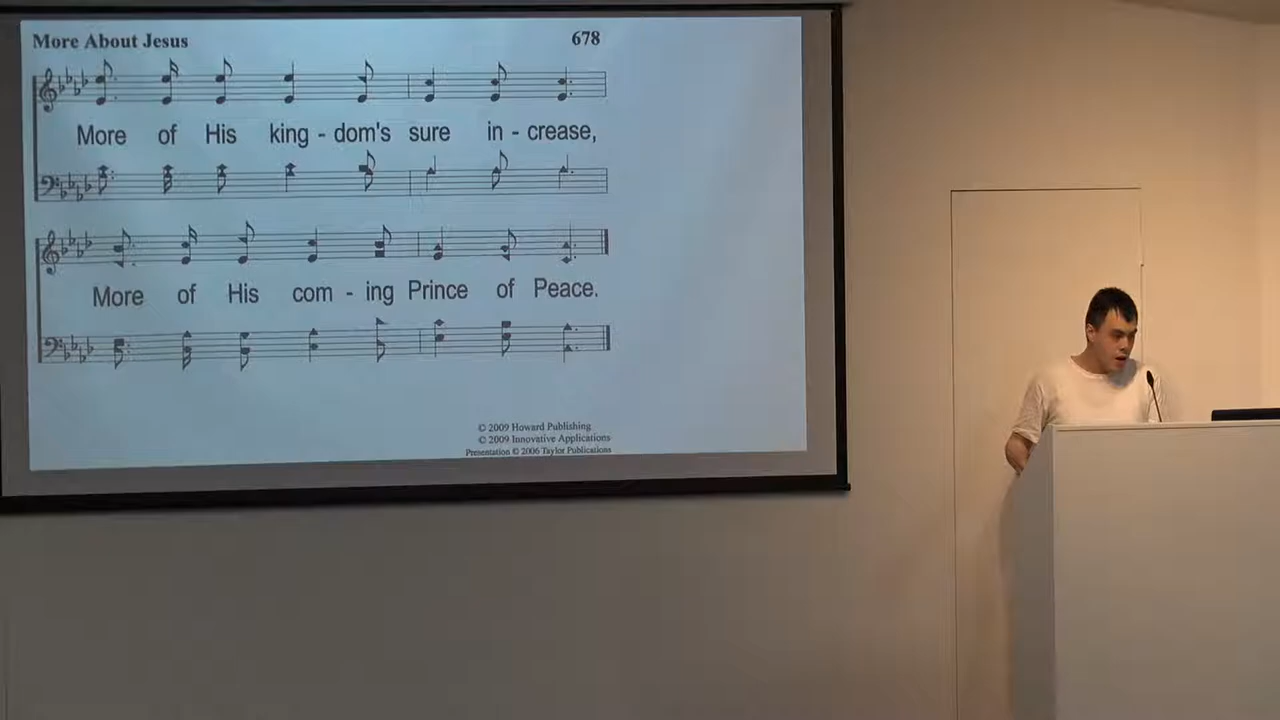 More About Jesus 678
More of His king - dom's sure in - crease,
More of His com - ing Prince of Peace.
© 2009 Howard Publishing
© 2009 Innovative Applications
Presentation © 2006 Taylor Publications